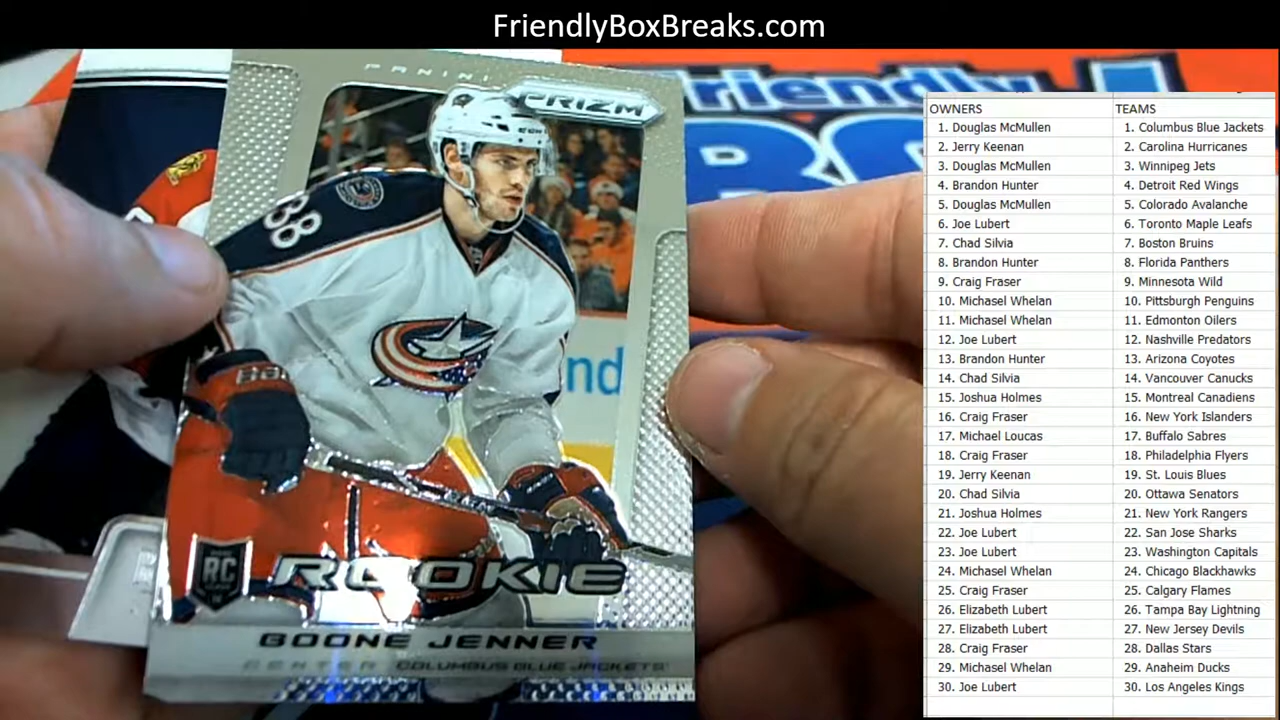 FriendlyBoxBreaks.com
PANINI
PRIZM
38
ROOKIE
RC
BOONE JENNER
CENTER COLUMBUS BLUE JACKETS
friendly
OWNERS TEAMS
1. Douglas McMullen 1. Columbus Blue Jackets
2. Jerry Keenan 2. Carolina Hurricanes
3. Douglas McMullen 3. Winnipeg Jets
4. Brandon Hunter 4. Detroit Red Wings
5. Douglas McMullen 5. Colorado Avalanche
6. Joe Lubert 6. Toronto Maple Leafs
7. Chad Silvia 7. Boston Bruins
8. Brandon Hunter 8. Florida Panthers
9. Craig Fraser 9. Minnesota Wild
10. Michasel Whelan 10. Pittsburgh Penguins
11. Michasel Whelan 11. Edmonton Oilers
12. Joe Lubert 12. Nashville Predators
13. Brandon Hunter 13. Arizona Coyotes
14. Chad Silvia 14. Vancouver Canucks
15. Joshua Holmes 15. Montreal Canadiens
16. Craig Fraser 16. New York Islanders
17. Michael Loucas 17. Buffalo Sabres
18. Craig Fraser 18. Philadelphia Flyers
19. Jerry Keenan 19. St. Louis Blues
20. Chad Silvia 20. Ottawa Senators
21. Joshua Holmes 21. New York Rangers
22. Joe Lubert 22. San Jose Sharks
23. Joe Lubert 23. Washington Capitals
24. Michasel Whelan 24. Chicago Blackhawks
25. Craig Fraser 25. Calgary Flames
26. Elizabeth Lubert 26. Tampa Bay Lightning
27. Elizabeth Lubert 27. New Jersey Devils
28. Craig Fraser 28. Dallas Stars
29. Michasel Whelan 29. Anaheim Ducks
30. Joe Lubert 30. Los Angeles Kings